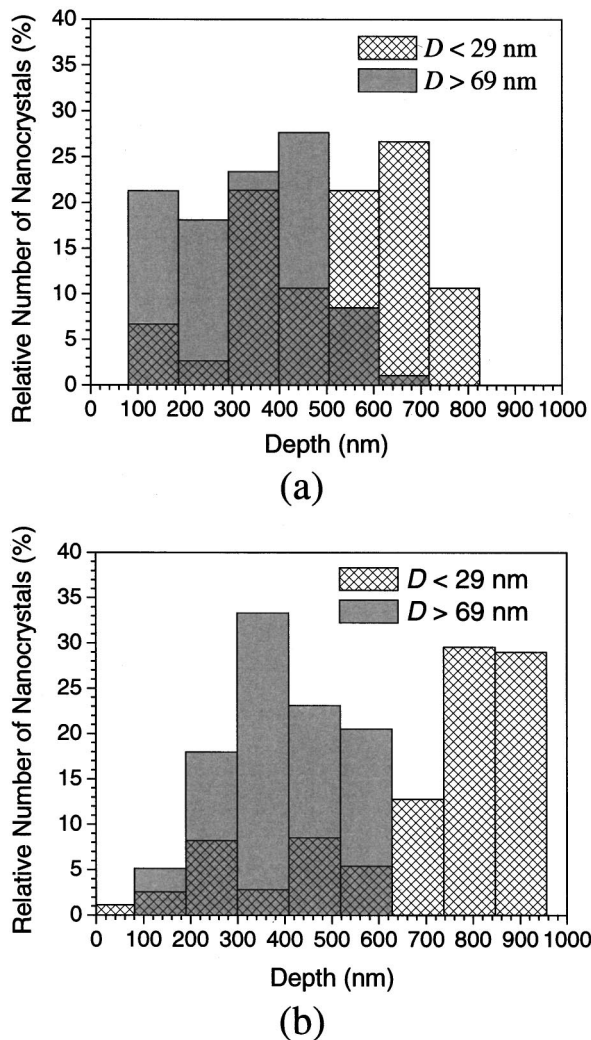 40
35
30
25
20
15
10
5
0
Relative Number of Nanocrystals (%)
D < 29 nm
D > 69 nm
0 100 200 300 400 500 600 700 800 1000
Depth (nm)
(a)
40
35
30
25
20
15
10
5
0
Relative Number of Nanocrystals (%)
D < 29 nm
D > 69 nm
0 100 200 300 400 500 600 700 800 900 1000
Depth (nm)
(b)